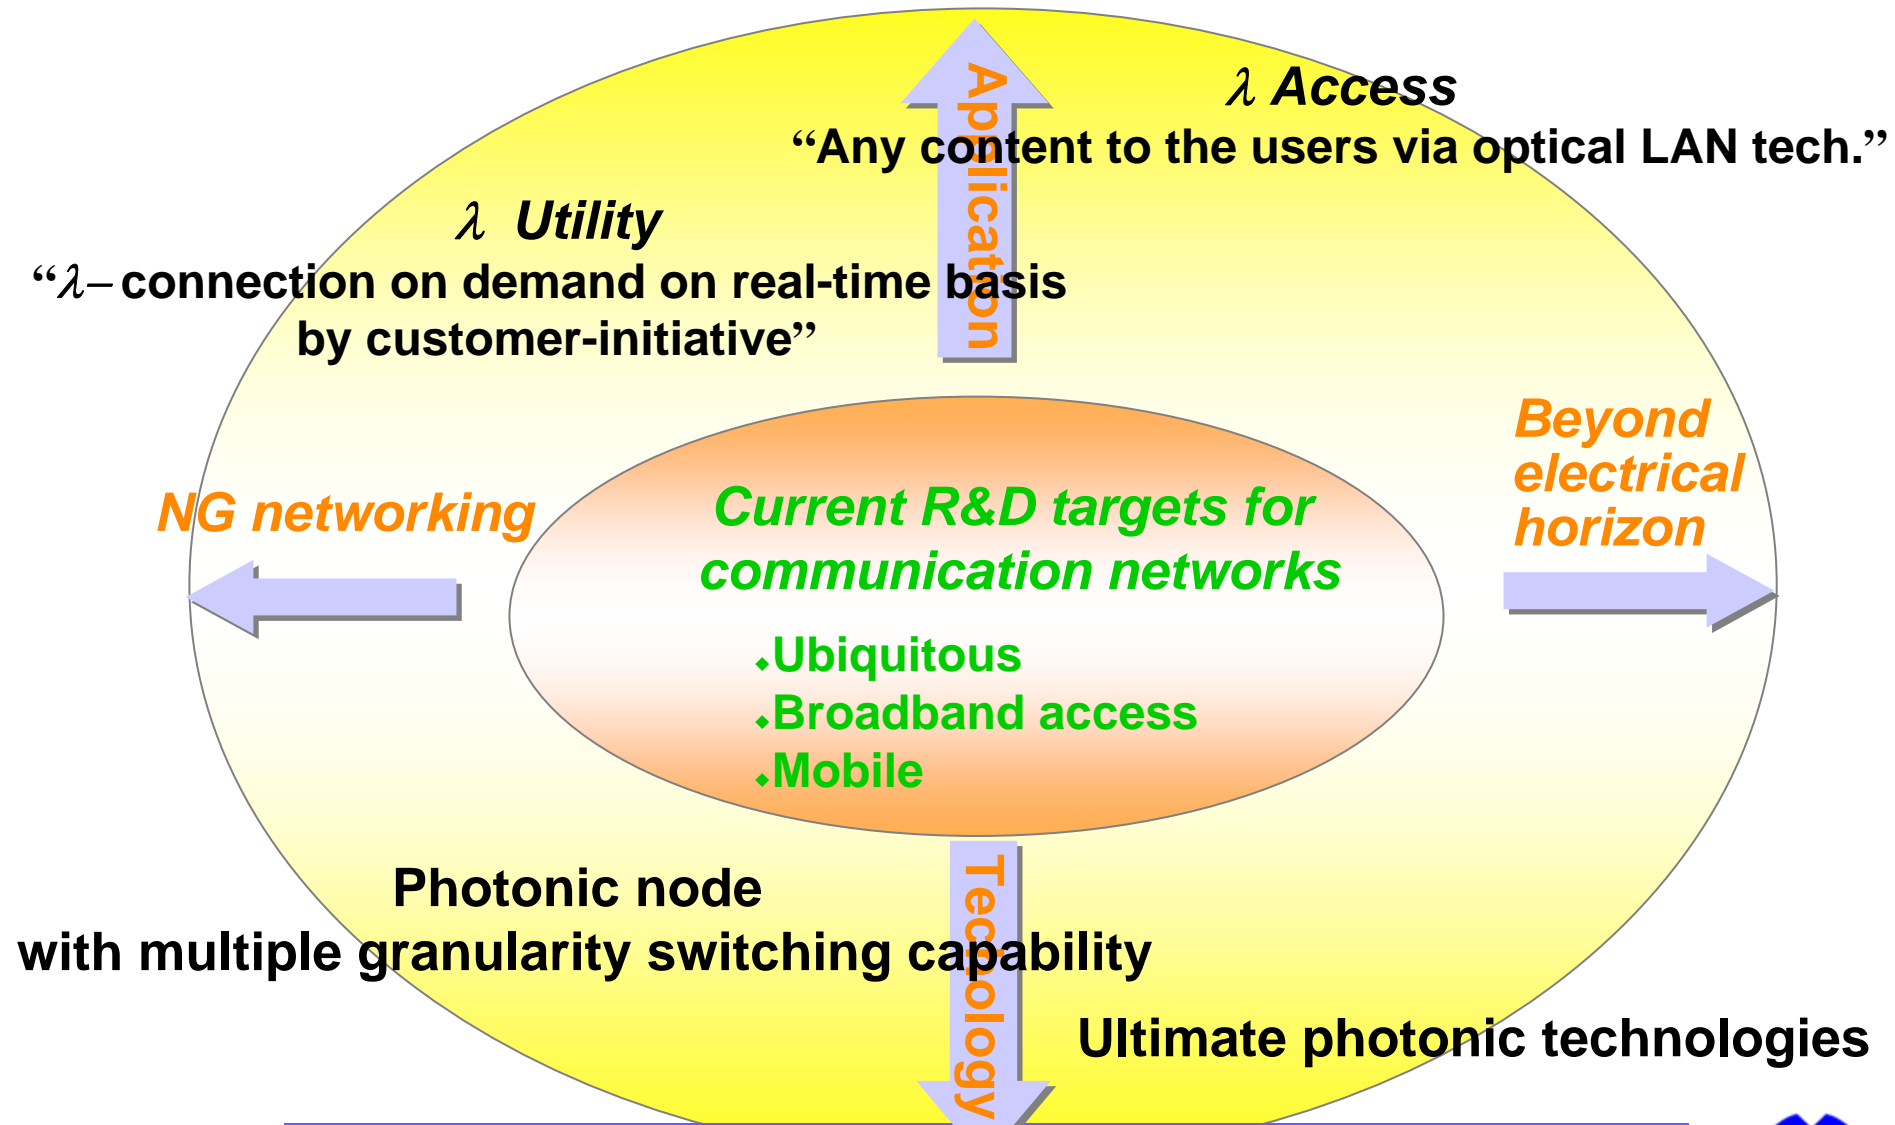 Application
λ Access
“Any content to the users via optical LAN tech.”
λ Utility
“λ– connection on demand on real-time basis
by customer-initiative”
NG networking
Beyond
electrical
horizon
Current R&D targets for
communication networks
Ubiquitous
Broadband access
Mobile
Photonic node
with multiple granularity switching capability
Technology
Ultimate photonic technologies